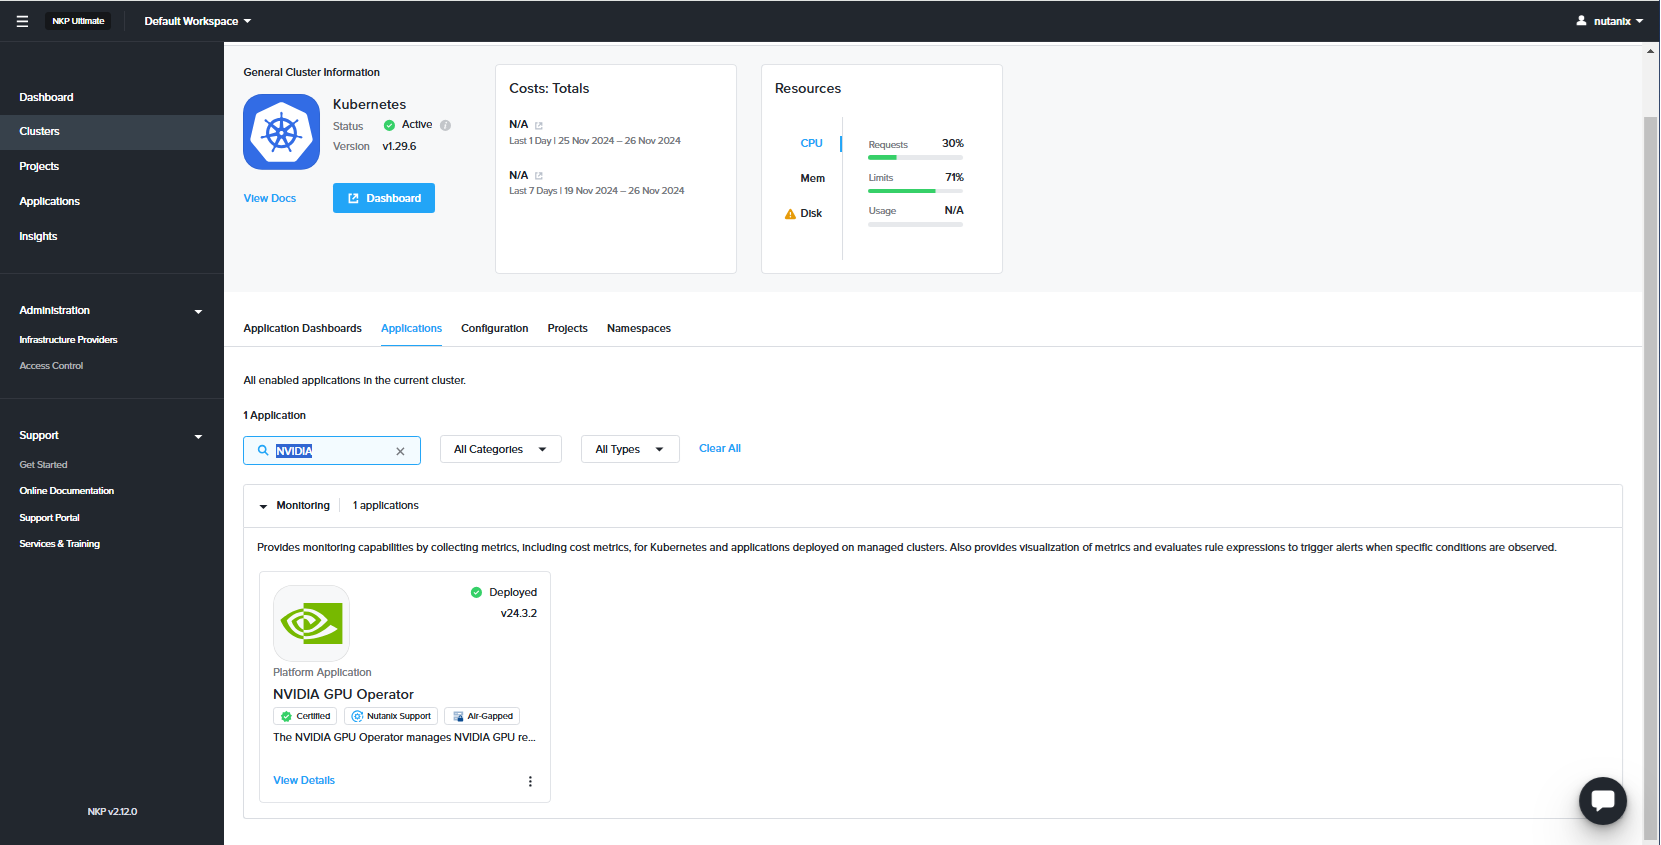 NKP Ultimate
Default Workspace
nutanix
Dashboard
Clusters
Projects
Applications
Insights
Administration
Infrastructure Providers
Access Control
Support
Get Started
Online Documentation
Support Portal
Services & Training
NKP v2.12.0
General Cluster Information
Kubernetes
Status Active
Version v1.29.6
View Docs
Dashboard
Costs: Totals
N/A
Last 1 Day | 25 Nov 2024 – 26 Nov 2024
N/A
Last 7 Days | 19 Nov 2024 – 26 Nov 2024
Resources
CPU
Mem
Disk
Requests 30%
Limits 71%
Usage N/A
Application Dashboards Applications Configuration Projects Namespaces
All enabled applications in the current cluster.
1 Application
NVIDIA
All Categories
All Types
Clear All
Monitoring 1 applications
Provides monitoring capabilities by collecting metrics, including cost metrics, for Kubernetes and applications deployed on managed clusters. Also provides visualization of metrics and evaluates rule expressions to trigger alerts when specific conditions are observed.
Deployed
v24.3.2
Platform Application
NVIDIA GPU Operator
Certified Nutanix Support Air-Gapped
The NVIDIA GPU Operator manages NVIDIA GPU re...
View Details